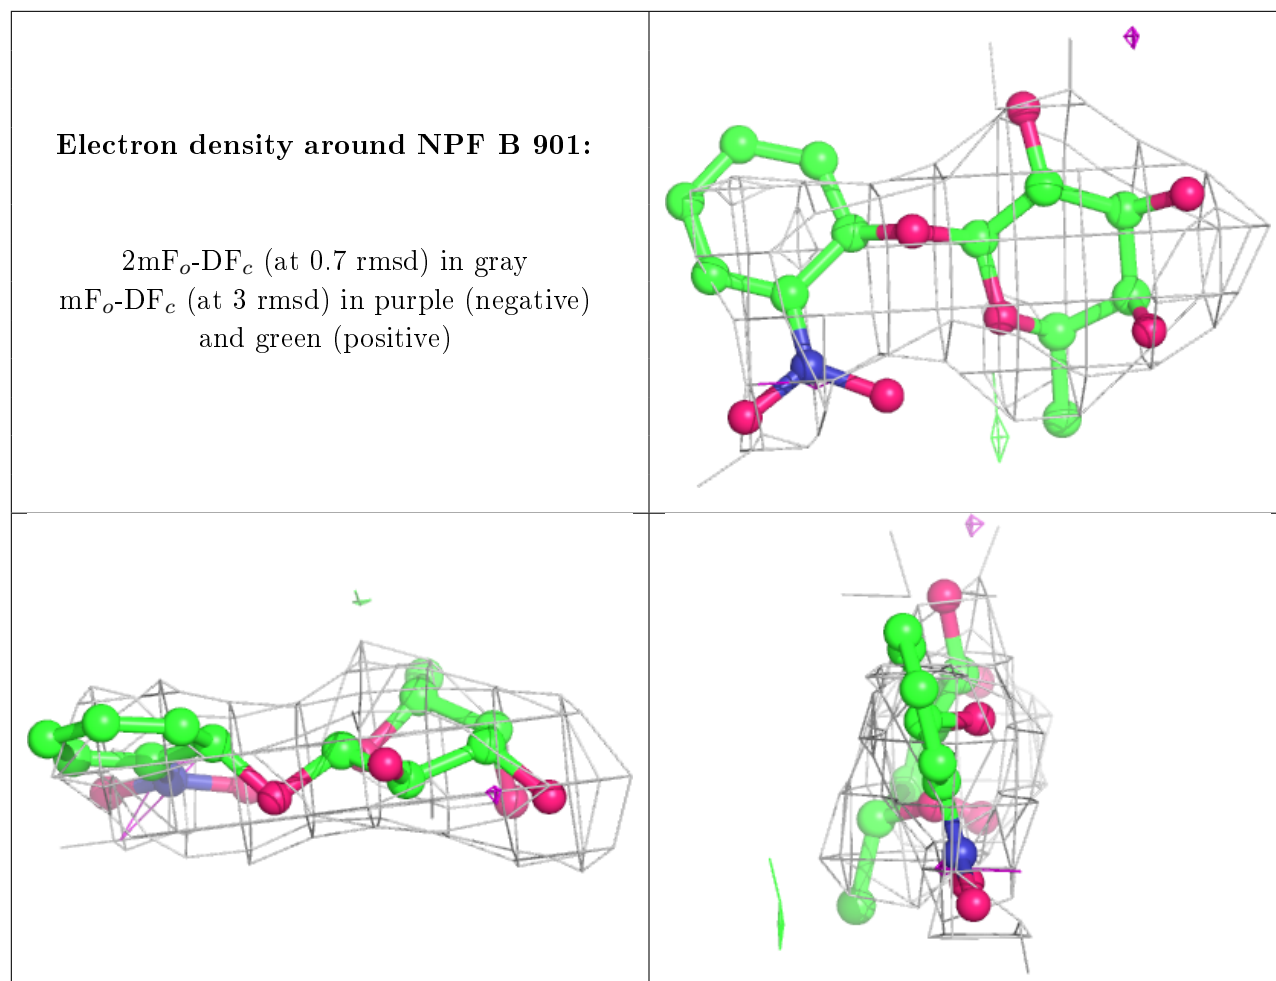 Electron density around NPF B 901:
2mFo-DFc (at 0.7 rmsd) in gray
mFo-DFc (at 3 rmsd) in purple (negative)
and green (positive)